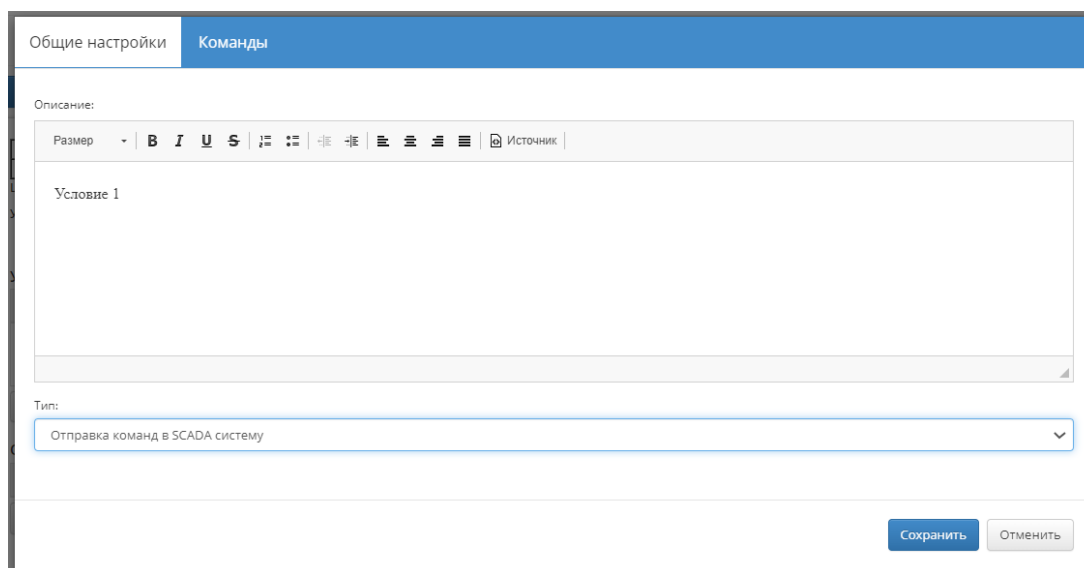 Общие настройки Команды
Описание:
Размер B I U S Источник
Условие 1
Тип:
Отправка команд в SCADA систему
Сохранить Отменить